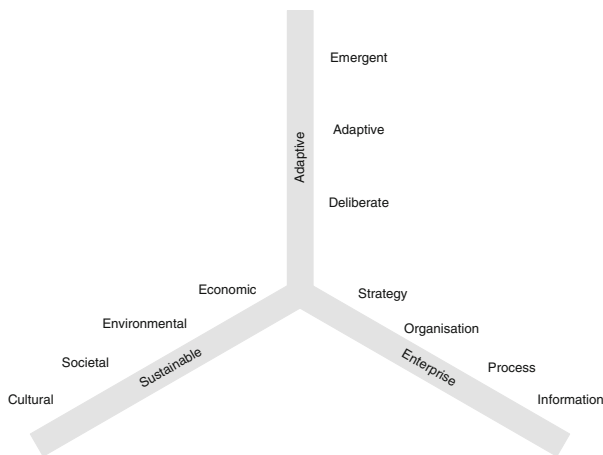 Emergent
Adaptive
Adaptive
Deliberate
Economic
Strategy
Environmental
Organisation
Societal
Sustainable
Enterprise
Process
Cultural
Information